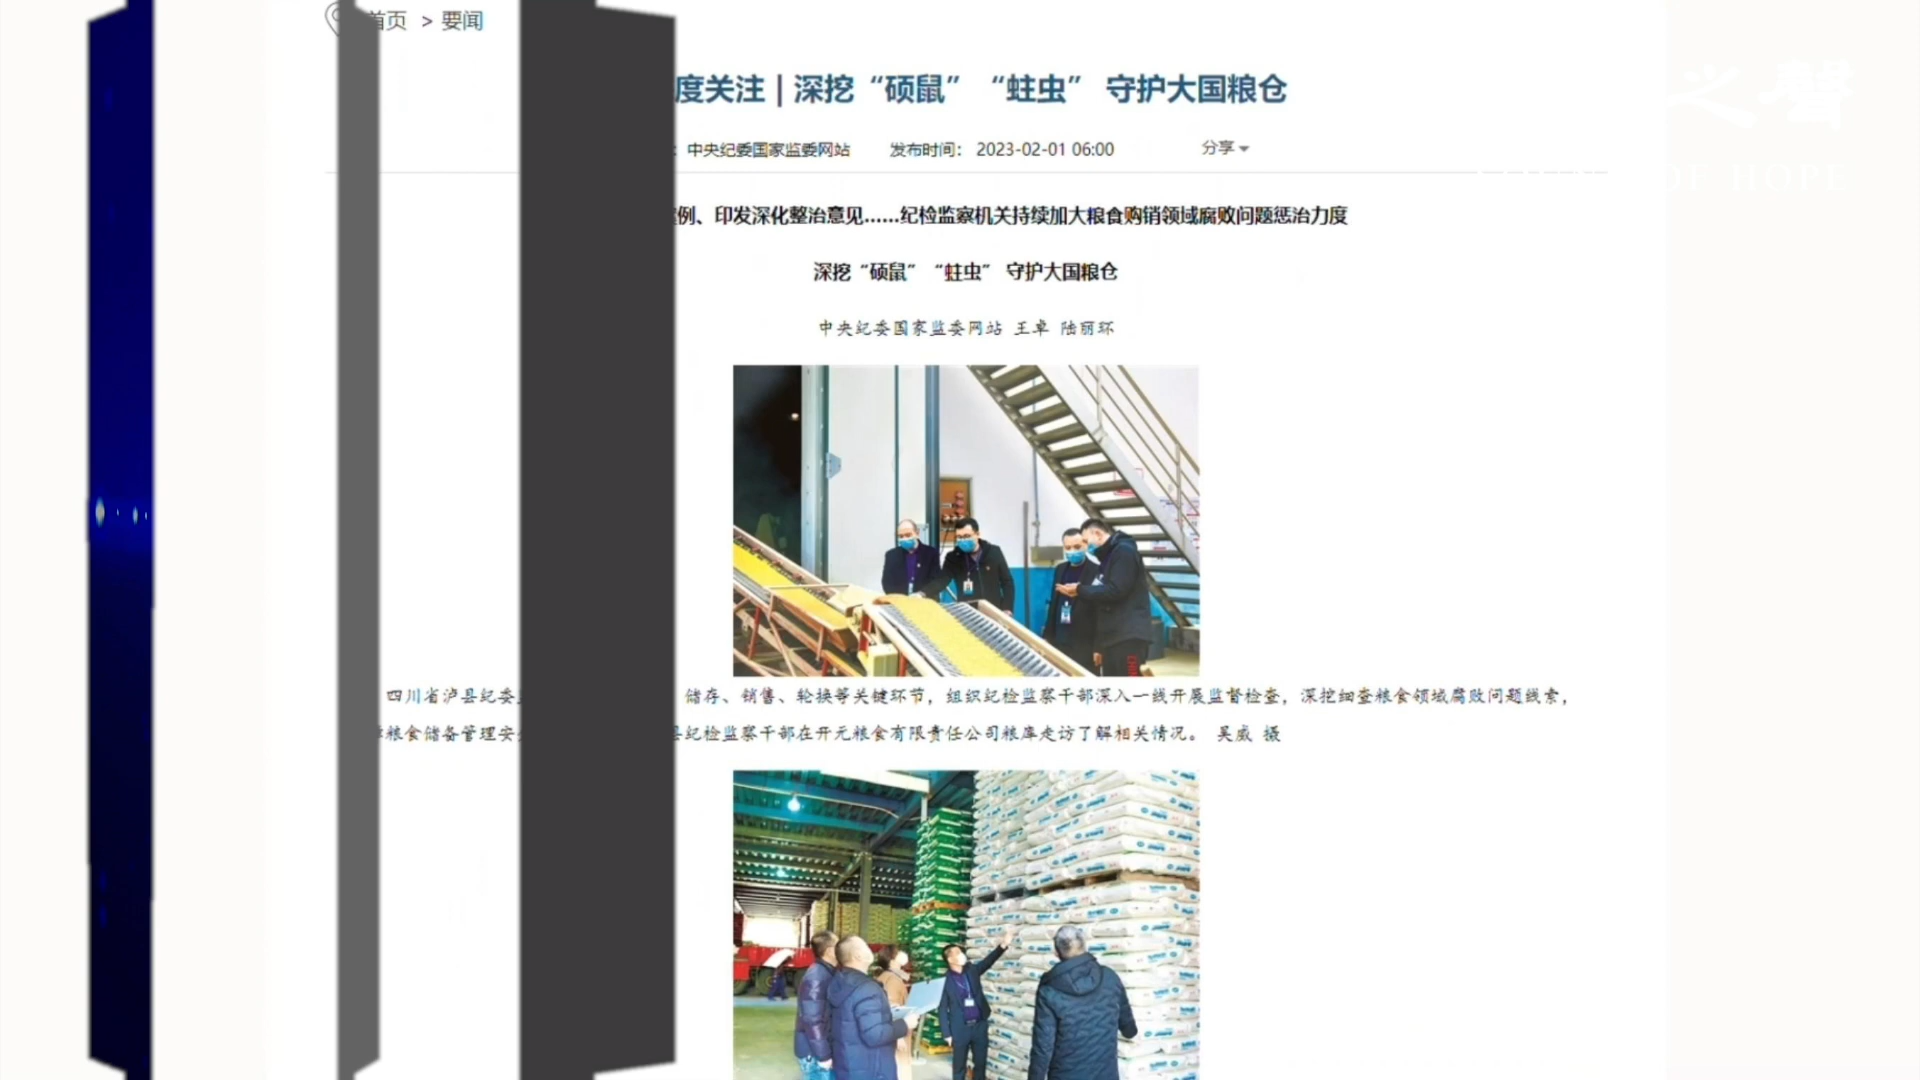 首页 > 要闻
度关注 | 深挖“硕鼠” “蛀虫” 守护大国粮仓
：中央纪委国家监委网站 发布时间： 2023-02-01 06:00 分享
例、印发深化整治意见……纪检监察机关持续加大粮食购销领域腐败问题惩治力度
深挖“硕鼠” “蛀虫” 守护大国粮仓
中央纪委国家监委网站 王卓 陆丽环
四川省泸县纪委 储存、销售、轮换等关键环节，组织纪检监察干部深入一线开展监督检查，深挖细查粮食领域腐败问题线索，
粮食储备管理安 县纪检监察干部在开元粮食有限责任公司粮库走访了解相关情况。 吴威 摄
之聲
OF HOPE